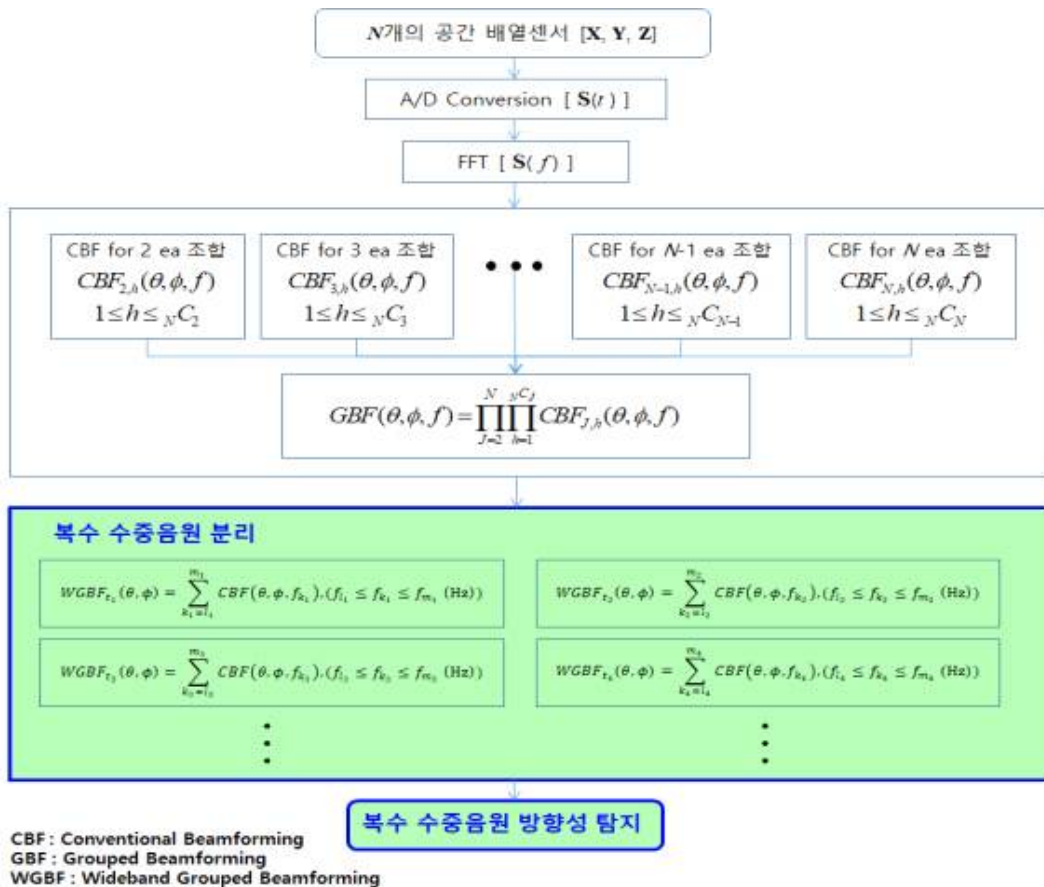 N개의 공간 배열센서 [X, Y, Z]
A/D Conversion [ S(t) ]
FFT [ S(f) ]
CBF for 2 ea 조합
CBF_{2,h}(θ,ϕ,f)
1≤h≤ _NC_2
CBF for 3 ea 조합
CBF_{3,h}(θ,ϕ,f)
1≤h≤ _NC_3
• • •
CBF for N-1 ea 조합
CBF_{N-1,h}(θ,ϕ,f)
1≤h≤ _NC_{N-1}
CBF for N ea 조합
CBF_{N,h}(θ,ϕ,f)
1≤h≤ _NC_N
GBF(θ,ϕ,f)=∏_{J=2}^{N}∏_{h=1}^{_NC_J}CBF_{J,h}(θ,ϕ,f)
복수 수중음원 분리
WGBF_{t_1}(θ,ϕ) = ∑_{k_1=l_1}^{m_1} CBF(θ,ϕ,f_{k_1}),(f_{l_1} ≤ f_{k_1} ≤ f_{m_1} (Hz))
WGBF_{t_2}(θ,ϕ) = ∑_{k_2=l_2}^{m_2} CBF(θ,ϕ,f_{k_2}),(f_{l_2} ≤ f_{k_2} ≤ f_{m_2} (Hz))
WGBF_{t_3}(θ,ϕ) = ∑_{k_3=l_3}^{m_3} CBF(θ,ϕ,f_{k_3}),(f_{l_3} ≤ f_{k_3} ≤ f_{m_3} (Hz))
WGBF_{t_4}(θ,ϕ) = ∑_{k_4=l_4}^{m_4} CBF(θ,ϕ,f_{k_4}),(f_{l_4} ≤ f_{k_4} ≤ f_{m_4} (Hz))
복수 수중음원 방향성 탐지
CBF : Conventional Beamforming
GBF : Grouped Beamforming
WGBF : Wideband Grouped Beamforming